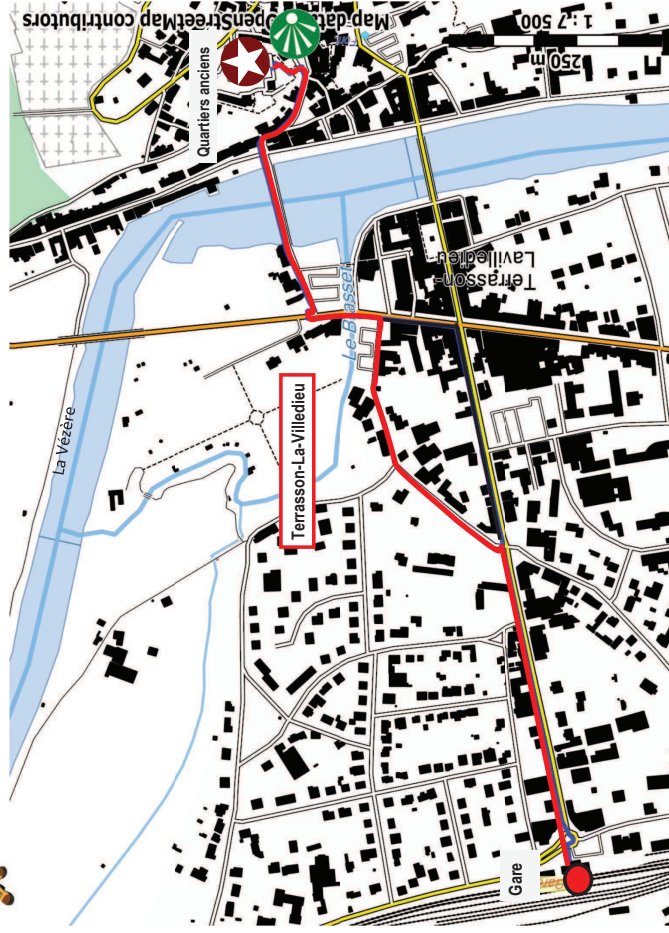 Map data OpenStreetMap contributors
1 : 7 500
250 m
Quartiers anciens
La Vézère
Terrasson-La-Villedieu
Le Brasset
Terrasson-
Lavilledieu
Gare